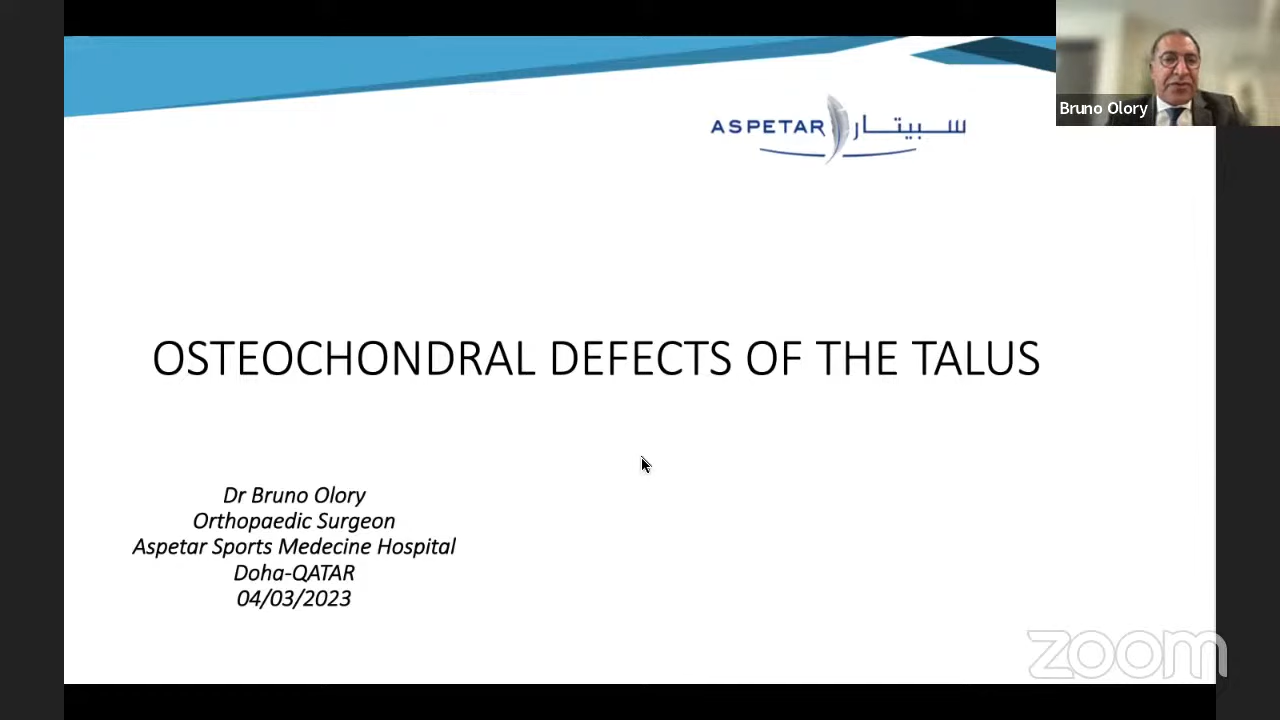 Bruno Olory
ASPETAR سبيتار
OSTEOCHONDRAL DEFECTS OF THE TALUS
Dr Bruno Olory
Orthopaedic Surgeon
Aspetar Sports Medecine Hospital
Doha-QATAR
04/03/2023
zoom